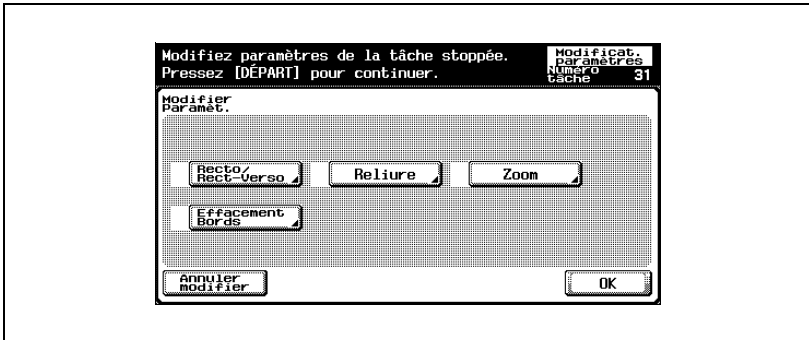 Modifiez paramètres de la tâche stoppée.
Pressez [DÉPART] pour continuer.
Modificat.
paramètres
Numéro
tâche 31
Modifier
Paramèt.
Recto/
Rect-Verso
Reliure
Zoom
Effacement
Bords
Annuler
modifier
OK